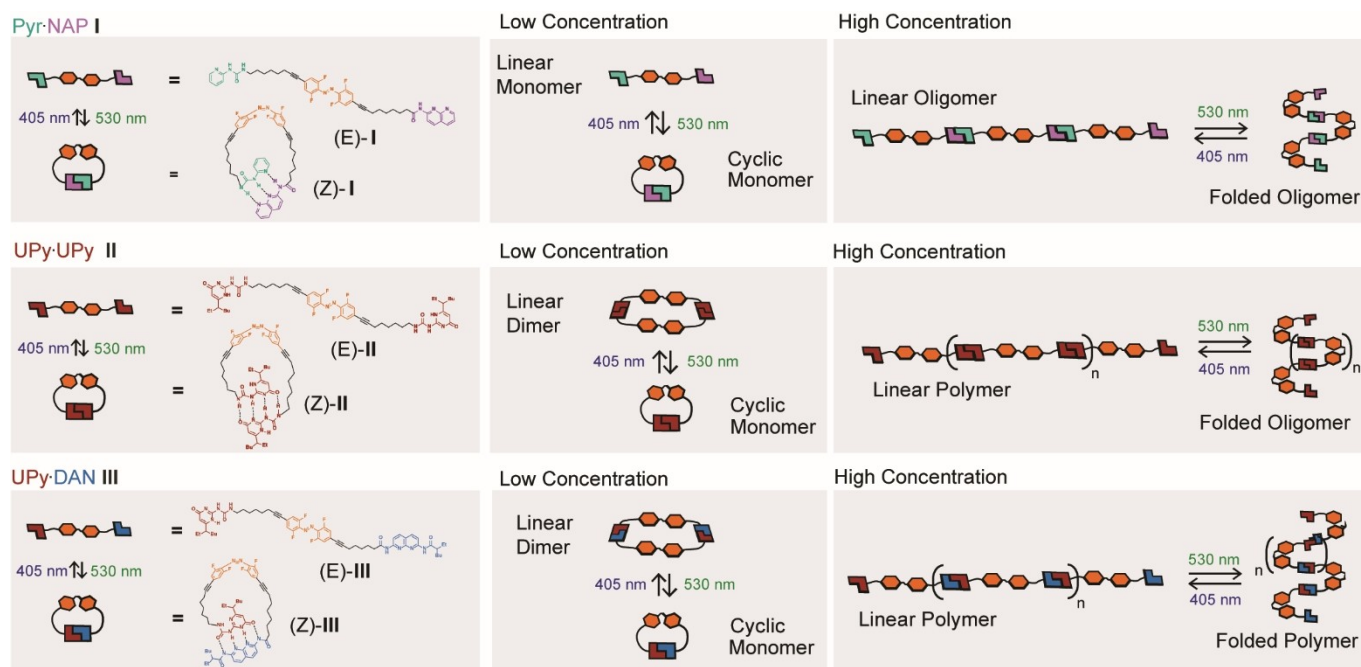 Pyr·NAP I
405 nm 530 nm
=
=
(E)-I
(Z)-I
Low Concentration
Linear
Monomer
405 nm 530 nm
Cyclic
Monomer
High Concentration
Linear Oligomer
530 nm
405 nm
Folded Oligomer
UPy·UPy II
405 nm 530 nm
=
=
(E)-II
(Z)-II
Low Concentration
Linear
Dimer
405 nm 530 nm
Cyclic
Monomer
High Concentration
n
Linear Polymer
530 nm
405 nm
n
Folded Oligomer
UPy·DAN III
405 nm 530 nm
=
=
(E)-III
(Z)-III
Low Concentration
Linear
Dimer
405 nm 530 nm
Cyclic
Monomer
High Concentration
n
Linear Polymer
530 nm
405 nm
n
Folded Polymer